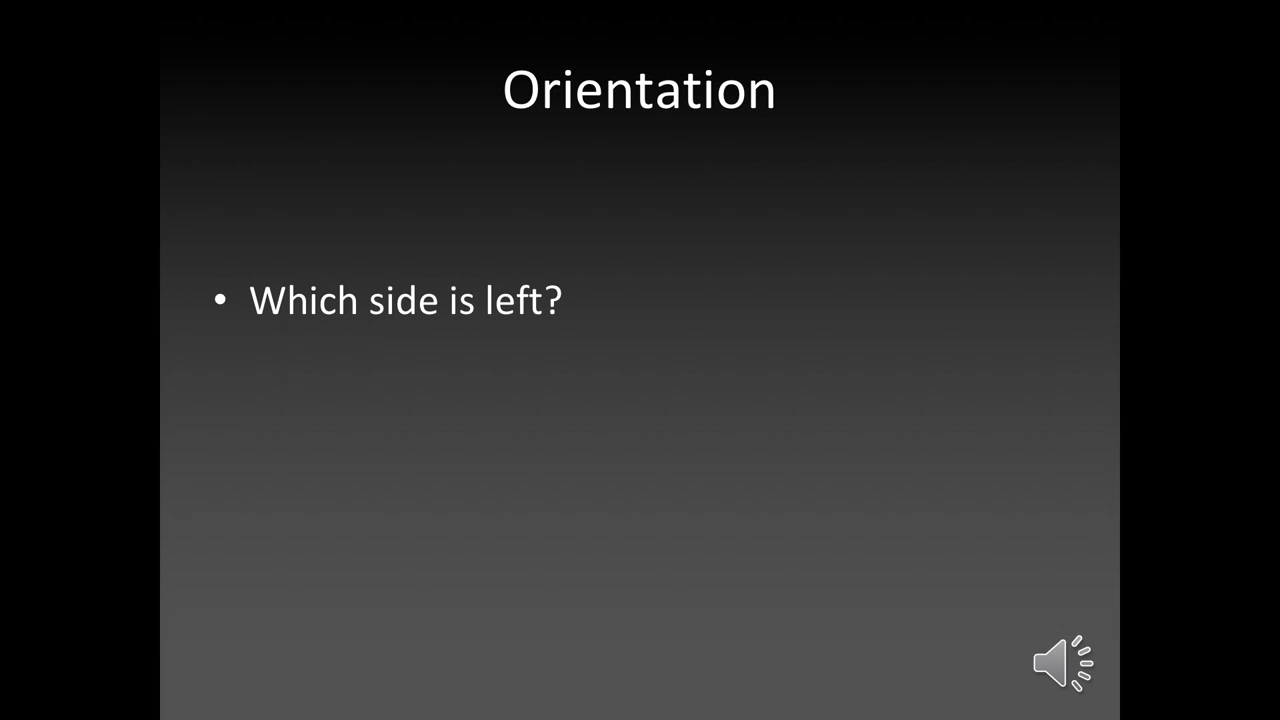 Orientation
• Which side is left?